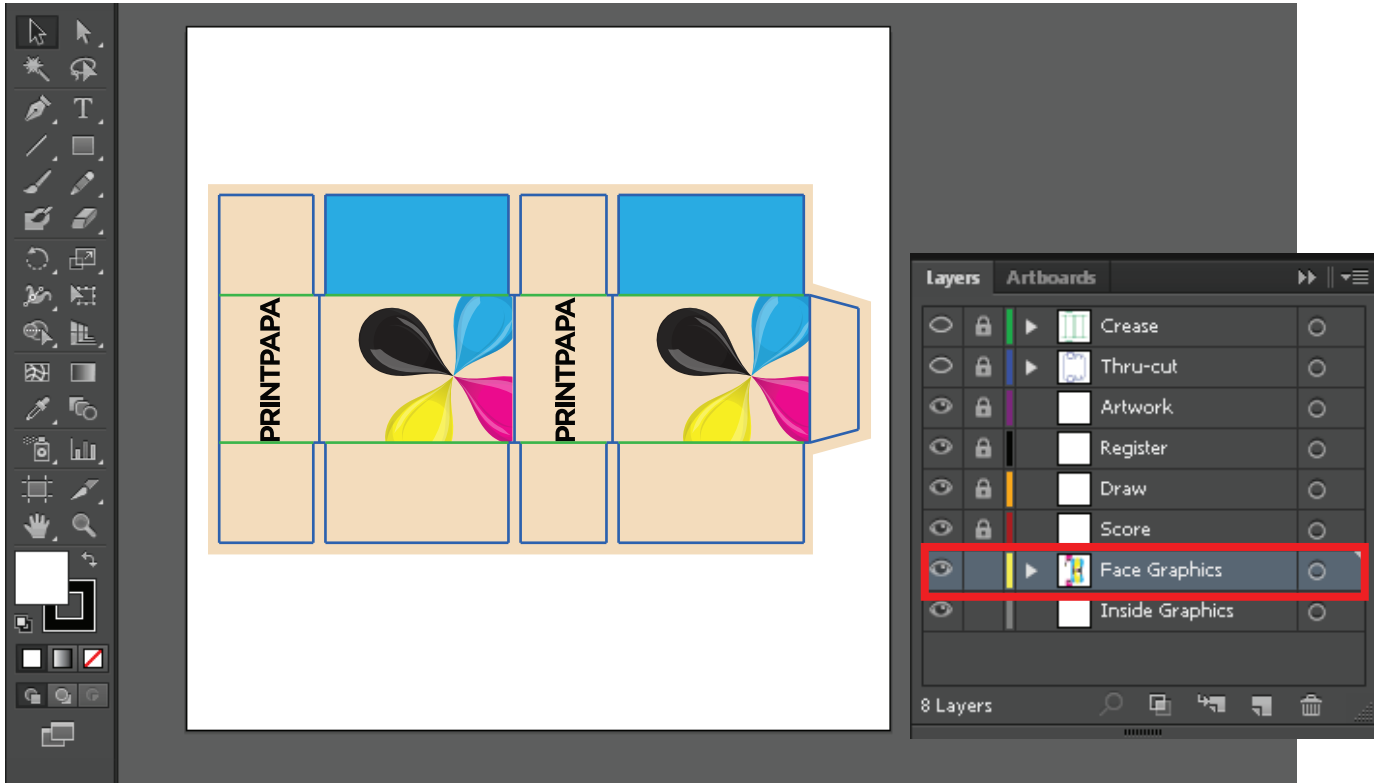 T
PRINTPAPA
PRINTPAPA
Layers
Artboards
Crease
Thru-cut
Artwork
Register
Draw
Score
Face Graphics
Inside Graphics
8 Layers